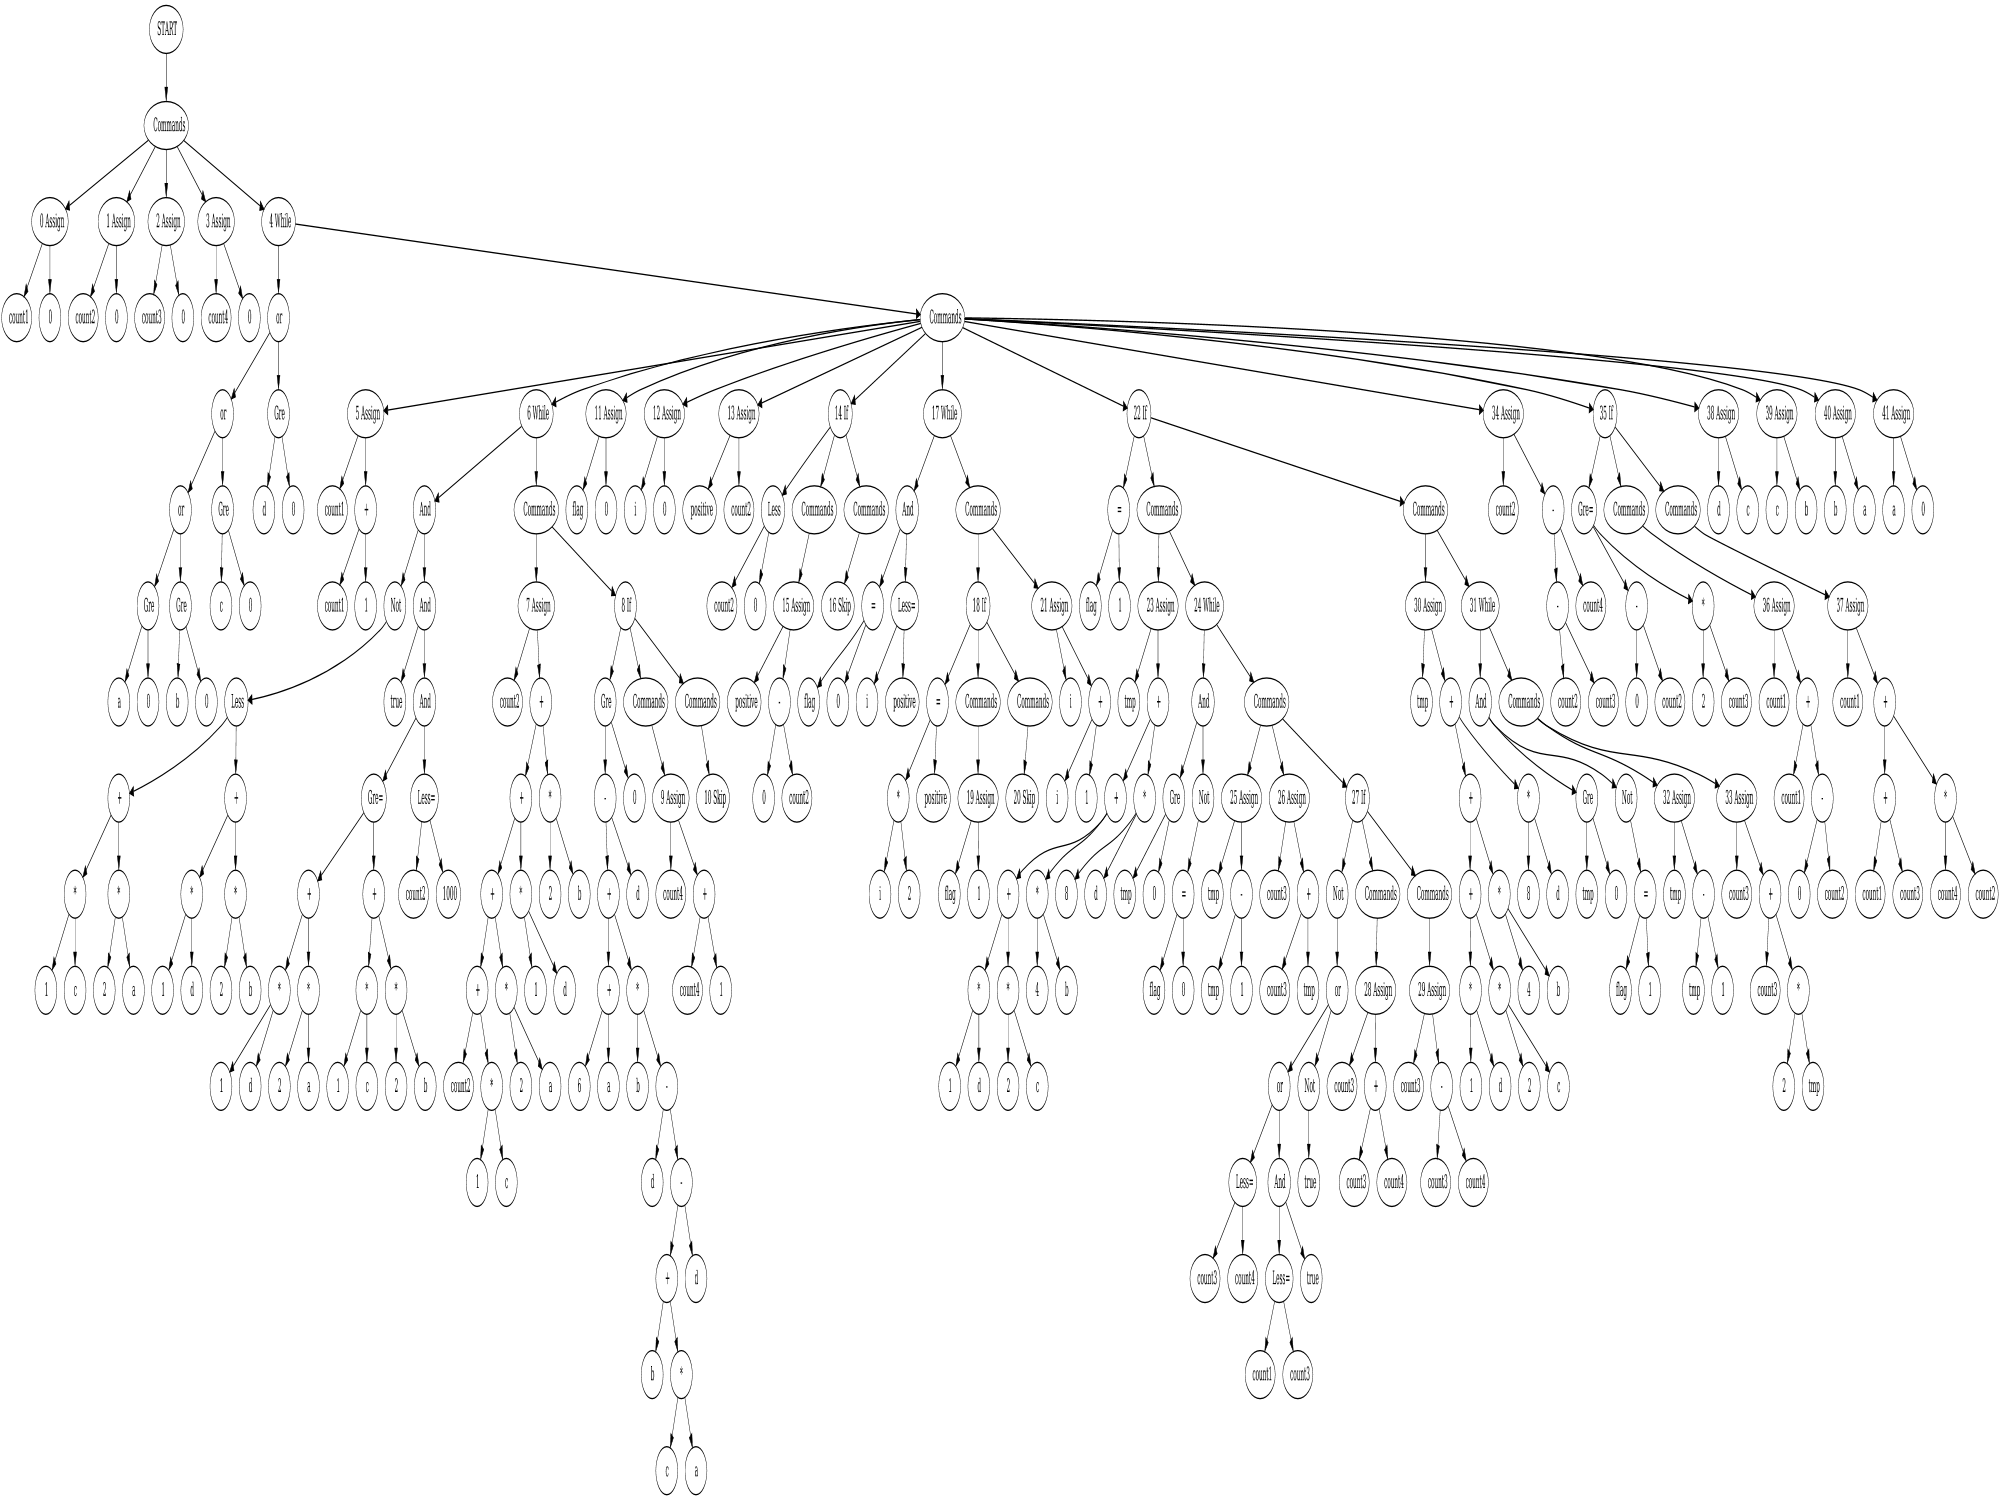 START
Commands
0 Assign 1 Assign 2 Assign 3 Assign 4 While
count1 0 count2 0 count3 0 count4 0 or Commands
or Gre 5 Assign 6 While 11 Assign 12 Assign 13 Assign 14 If 17 While 22 If 34 Assign 35 If 38 Assign 39 Assign 40 Assign 41 Assign
or Gre d 0 count1 + And Commands flag 0 i 0 positive count2 Less Commands Commands And Commands = Commands Commands count2 - Gre= Commands Commands d c c b b a a 0
Gre Gre c 0 count1 1 Not And 7 Assign 8 If count2 0 15 Assign 16 Skip = Less= 18 If 21 Assign flag 1 23 Assign 24 While 30 Assign 31 While - count4 - * 36 Assign 37 Assign
a 0 b 0 Less true And count2 + Gre Commands Commands positive - flag 0 i positive = Commands Commands i + tmp + And Commands tmp + And Commands count2 count3 0 count2 2 count3 count1 + count1 +
+ + Gre= Less= + * - 0 9 Assign 10 Skip 0 count2 * positive 19 Assign 20 Skip i 1 + * Gre Not 25 Assign 26 Assign 27 If + * Gre Not 32 Assign 33 Assign count1 - + *
* * * * + + count2 1000 + * 2 b + d count4 + i 2 flag 1 + * 8 d tmp 0 = tmp - count3 + Not Commands Commands + * 8 d tmp 0 = tmp - count3 + 0 count2 count1 count3 count4 count2
1 c 2 a 1 d 2 b * * * * + * 1 d + * count4 1 * * 4 b flag 0 tmp 1 count3 tmp or 28 Assign 29 Assign * * 4 b flag 1 tmp 1 count3 *
1 d 2 a 1 c 2 b count2 * 2 a 6 a b - 1 d 2 c or Not count3 + count3 - 1 d 2 c 2 tmp
1 c d - Less= And true count3 count4 count3 count4
+ d count3 count4 Less= true
b * count1 count3
c a